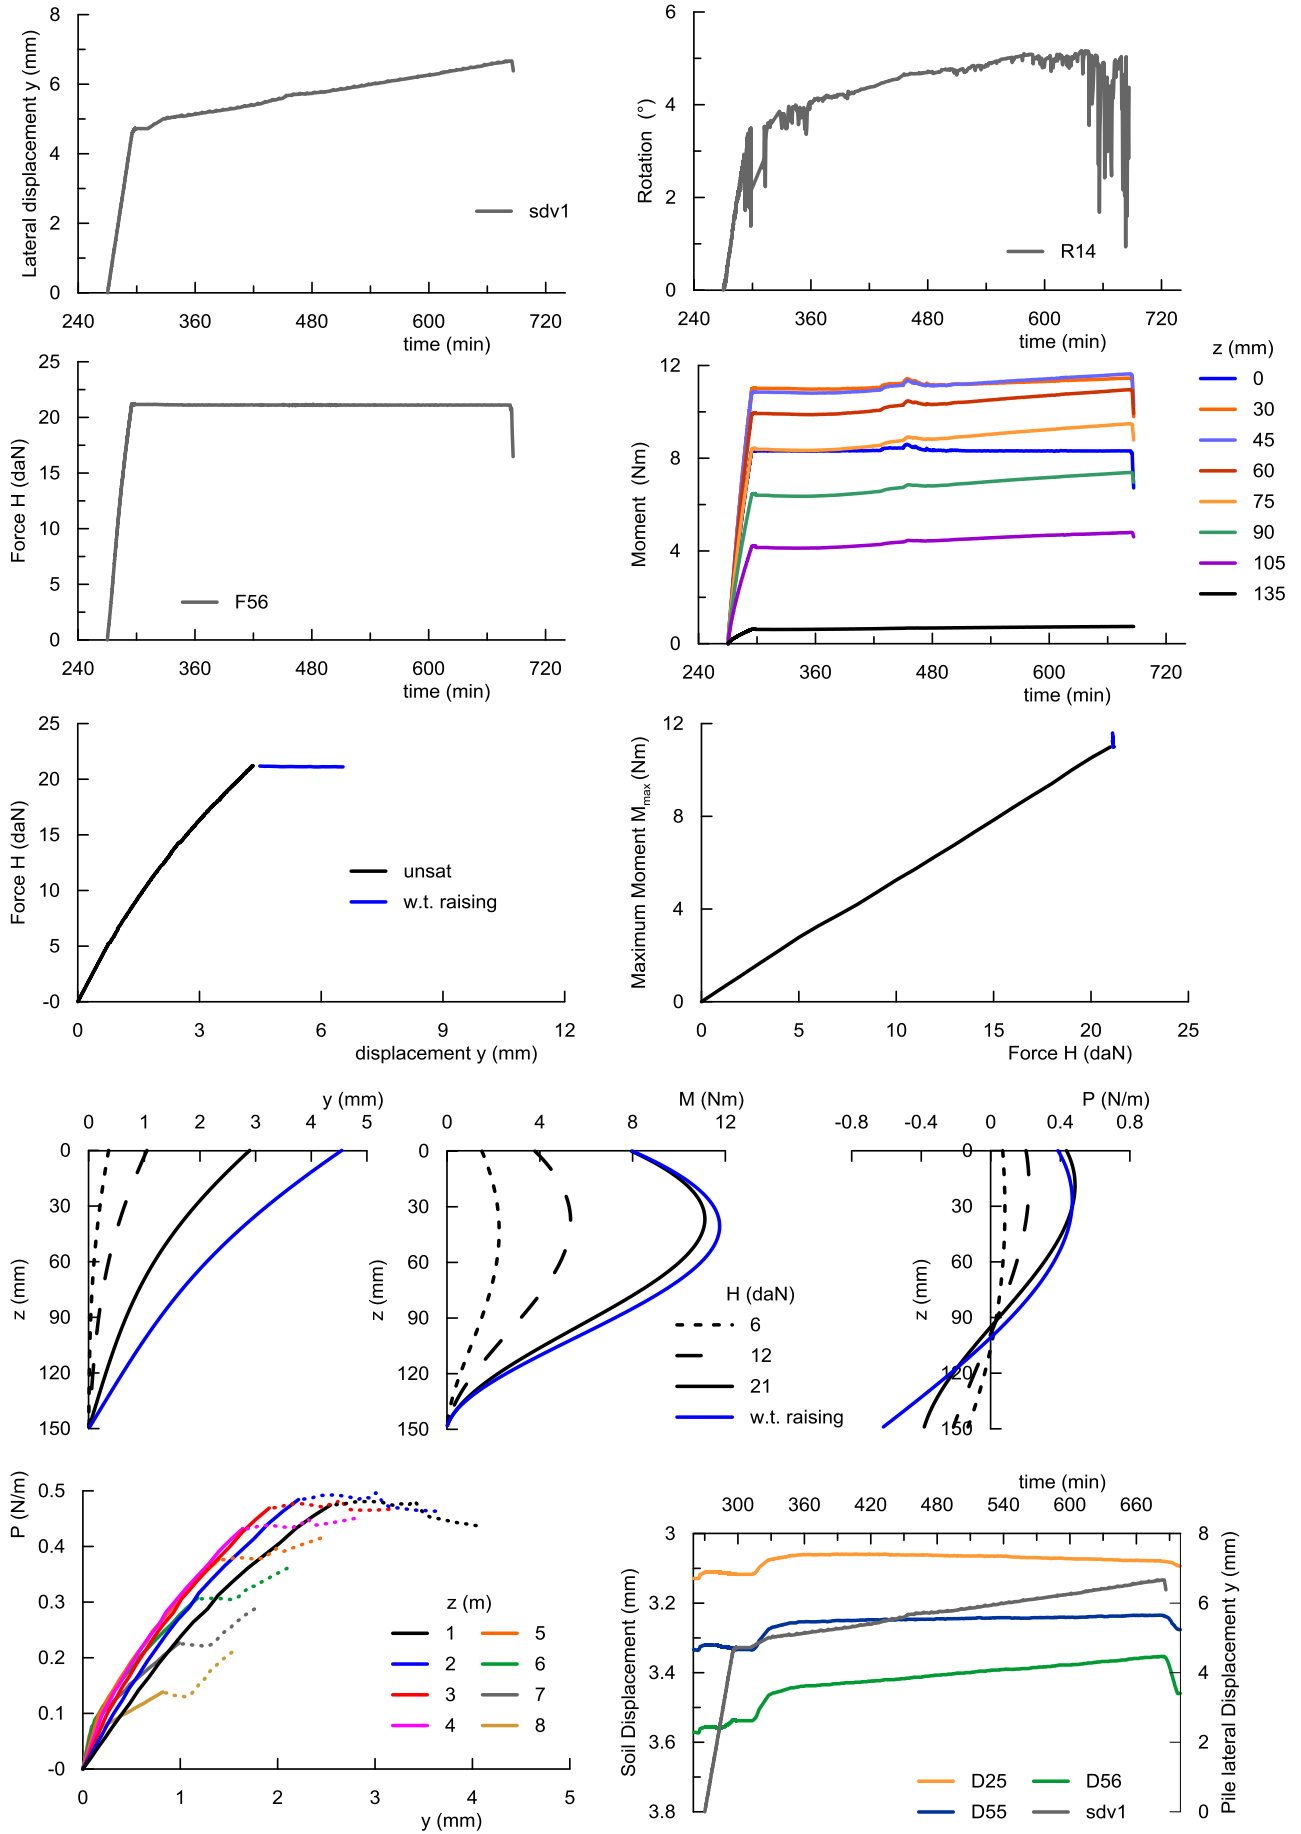 8
6
4
2
0
Lateral displacement y (mm)
sdv1
240 360 480 600 720
time (min)
6
4
2
0
Rotation (°)
R14
240 360 480 600 720
time (min)
25
20
15
10
5
0
Force H (daN)
F56
240 360 480 600 720
time (min)
12
8
4
0
Moment (Nm)
240 360 480 600 720
time (min)
z (mm)
0
30
45
60
75
90
105
135
25
20
15
10
5
-0
Force H (daN)
unsat
w.t. raising
0 3 6 9 12
displacement y (mm)
12
8
4
0
Maximum Moment Mmax (Nm)
0 5 10 15 20 25
Force H (daN)
y (mm)
0 1 2 3 4 5
0
30
60
90
120
150
z (mm)
M (Nm)
0 4 8 12
0
30
60
90
120
150
z (mm)
H (daN)
6
12
21
w.t. raising
P (N/m)
-0.8 -0.4 0 0.4 0.8
0
30
60
90
120
150
z (mm)
0.5
0.4
0.3
0.2
0.1
-0
P (N/m)
z (m)
1 5
2 6
3 7
4 8
0 1 2 3 4 5
y (mm)
time (min)
300 360 420 480 540 600 660
3
3.2
3.4
3.6
3.8
Soil Displacement (mm)
8
6
4
2
0
Pile lateral Displacement y (mm)
D25 D56
D55 sdv1